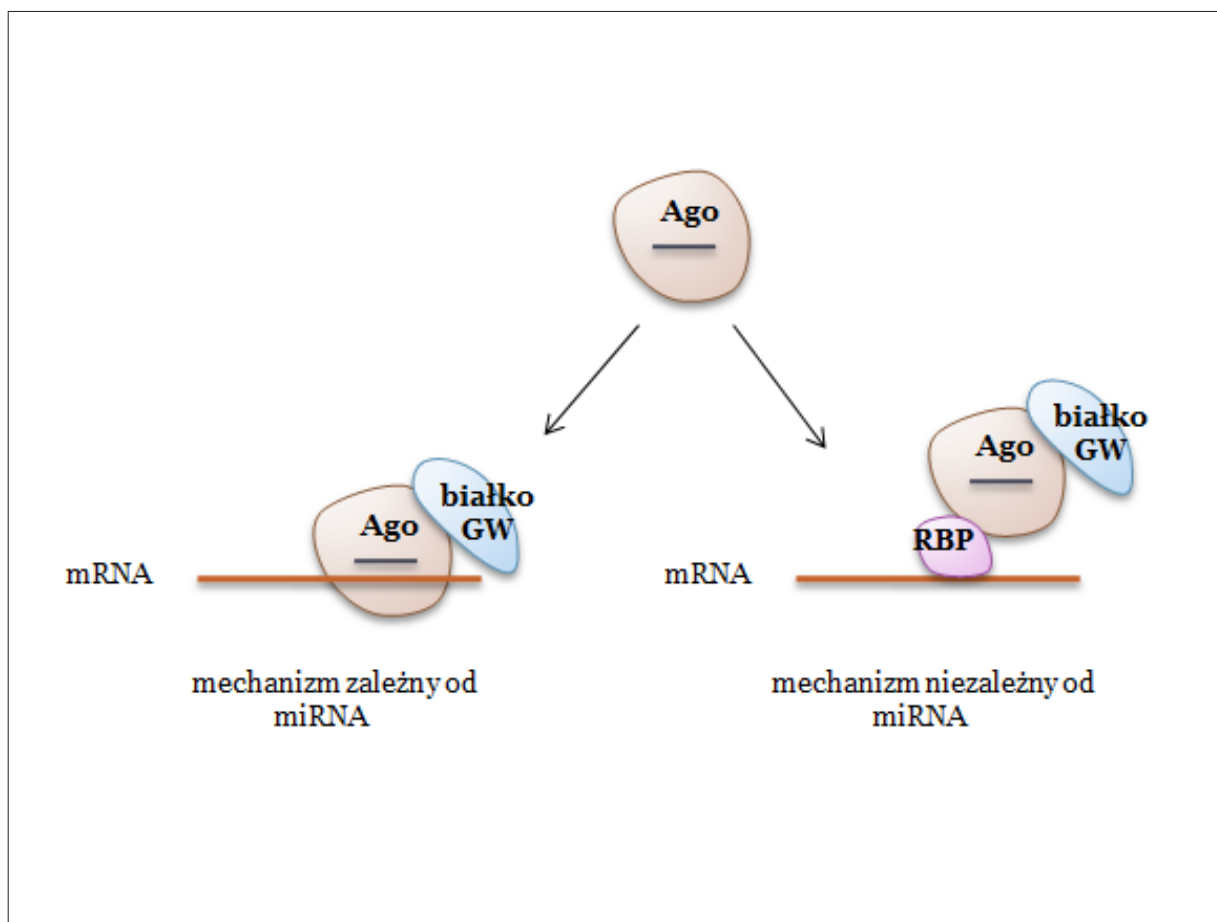 Ago
białko
GW
Ago
mRNA
mechanizm zależny od
miRNA
białko
GW
Ago
RBP
mRNA
mechanizm niezależny od
miRNA